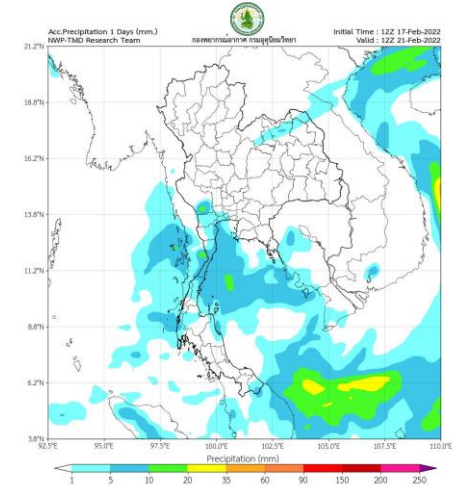 Acc.Precipitation 1 Days (mm.)
NWP-TMD Research Team
กองพยากรณ์อากาศ กรมอุตุนิยมวิทยา
Initial Time : 12Z 17-Feb-2022
Valid : 12Z 21-Feb-2022
21.2°N
18.8°N
16.2°N
13.8°N
11.2°N
8.8°N
6.2°N
3.8°N
92.5°E 95.0°E 97.5°E 100.0°E 102.5°E 105.0°E 107.5°E 110.0°E
Precipitation (mm)
1 5 10 20 35 60 90 150 200 250